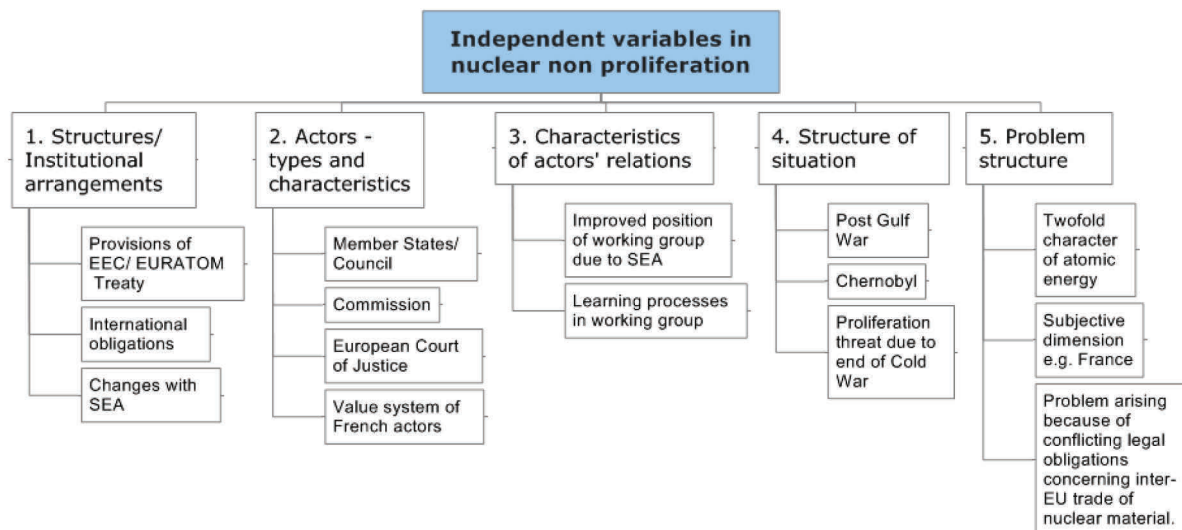 Independent variables in
nuclear non proliferation
1. Structures/
Institutional
arrangements
Provisions of
EEC/ EURATOM
Treaty
International
obligations
Changes with
SEA
2. Actors -
types and
characteristics
Member States/
Council
Commission
European Court
of Justice
Value system of
French actors
3. Characteristics
of actors' relations
Improved position
of working group
due to SEA
Learning processes
in working group
4. Structure of
situation
Post Gulf
War
Chernobyl
Proliferation
threat due to
end of Cold
War
5. Problem
structure
Twofold
character
of atomic
energy
Subjective
dimension
e.g. France
Problem arising
because of
conflicting legal
obligations
concerning inter-
EU trade of
nuclear material.